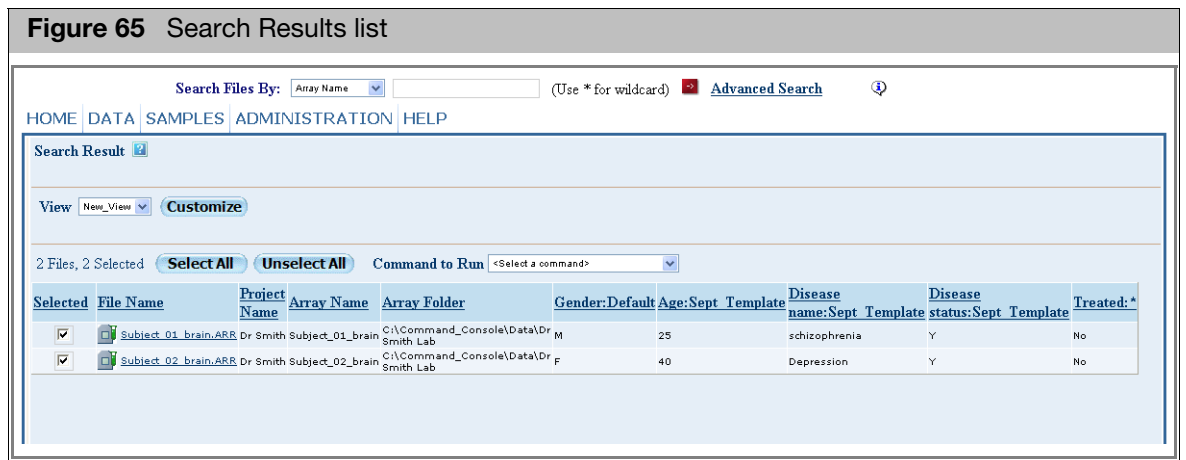 Figure 65 Search Results list
Search Files By: Array Name (Use * for wildcard) Advanced Search
HOME DATA SAMPLES ADMINISTRATION HELP
Search Result ?
View New_View Customize
2 Files, 2 Selected Select All Unselect All Command to Run <Select a command>
Selected File Name Project Name Array Name Array Folder Gender:Default Age:Sept_Template Disease name:Sept_Template Disease status:Sept_Template Treated:*
Subject_01_brain.ARR Dr Smith Subject_01_brain C:\Command_Console\Data\Dr Smith Lab M 25 schizophrenia Y No
Subject_02_brain.ARR Dr Smith Subject_02_brain C:\Command_Console\Data\Dr Smith Lab F 40 Depression Y No